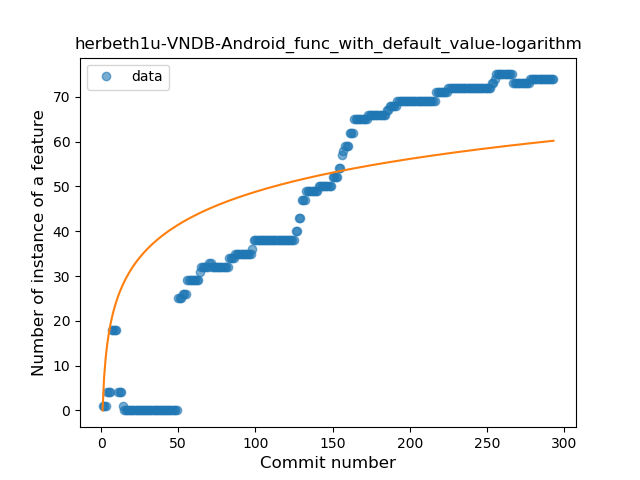 herbeth1u-VNDB-Android_func_with_default_value-logarithm
data
Number of instance of a feature
70
60
50
40
30
20
10
0
0 50 100 150 200 250 300
Commit number